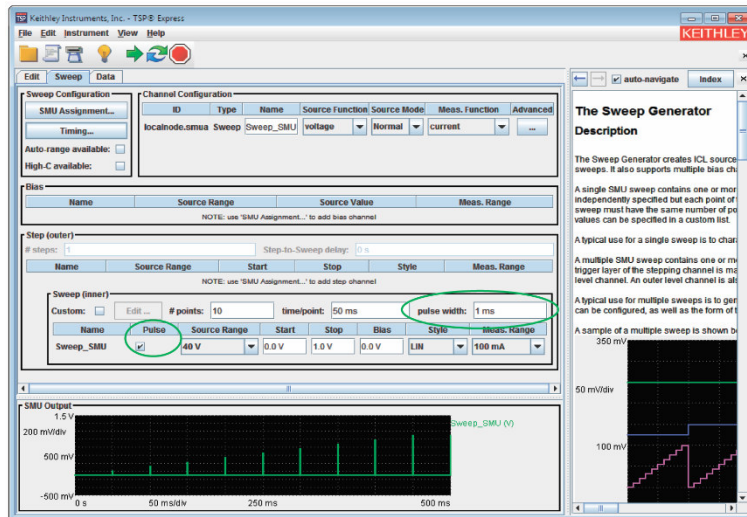 Keithley Instruments, Inc. - TSP® Express
File Edit Instrument View Help
KEITHLEY
Edit Sweep Data
Sweep Configuration
SMU Assignment...
Timing...
Auto-range available:
High-C available:
Channel Configuration
ID Type Name Source Function Source Mode Meas. Function Advanced
localnode.smua Sweep Sweep_SMU voltage Normal current ...
Bias
Name Source Range Source Value Meas. Range
NOTE: use 'SMU Assignment...' to add bias channel
Step (outer)
# steps: 1 Step-to-Sweep delay: 0 s
Name Source Range Start Stop Style Meas. Range
NOTE: use 'SMU Assignment...' to add step channel
Sweep (inner)
Custom: Edit ... # points: 10 time/point: 50 ms pulse width: 1 ms
Name Pulse Source Range Start Stop Bias Style Meas. Range
Sweep_SMU 40 V 0.0 V 1.0 V 0.0 V LIN 100 mA
SMU Output
1.5 V
200 mV/div
500 mV
-500 mV
0 s 50 ms/div 250 ms 500 ms
Sweep_SMU (V)
auto-navigate Index
The Sweep Generator
Description
The Sweep Generator creates ICL source
sweeps. It also supports multiple bias
A single SMU sweep contains one or mor
independently specified but each point of
sweep must have the same number of po
values can be specified in a custom list.
A typical use for a single sweep is to
A multiple SMU sweep contains one or m
trigger layer of the stepping channel is ma
level channel. An outer level channel is
A typical use for multiple sweeps is to gen
can be configured, as well as the form of
A sample of a multiple sweep is shown
350 mV
50 mV/div
100 mV